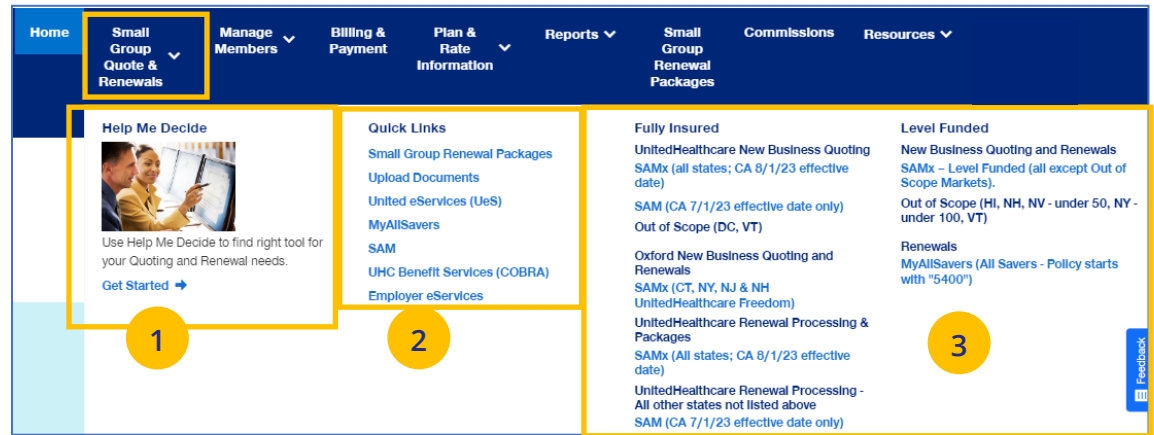 Home
Small
Group
Quote &
Renewals
Manage
Members
Billing &
Payment
Plan &
Rate
Information
Reports
Small
Group
Renewal
Packages
Commissions
Resources
Help Me Decide
Use Help Me Decide to find right tool for
your Quoting and Renewal needs.
Get Started
1
Quick Links
Small Group Renewal Packages
Upload Documents
United eServices (UeS)
MyAllSavers
SAM
UHC Benefit Services (COBRA)
Employer eServices
2
Fully Insured
UnitedHealthcare New Business Quoting
SAMx (all states; CA 8/1/23 effective
date)
SAM (CA 7/1/23 effective date only)
Out of Scope (DC, VT)
Oxford New Business Quoting and
Renewals
SAMx (CT, NY, NJ & NH
UnitedHealthcare Freedom)
UnitedHealthcare Renewal Processing &
Packages
SAMx (All states; CA 8/1/23 effective
date)
UnitedHealthcare Renewal Processing -
All other states not listed above
SAM (CA 7/1/23 effective date only)
Level Funded
New Business Quoting and Renewals
SAMx – Level Funded (all except Out of
Scope Markets).
Out of Scope (HI, NH, NV - under 50, NY -
under 100, VT)
Renewals
MyAllSavers (All Savers - Policy starts
with "5400")
3
Feedback